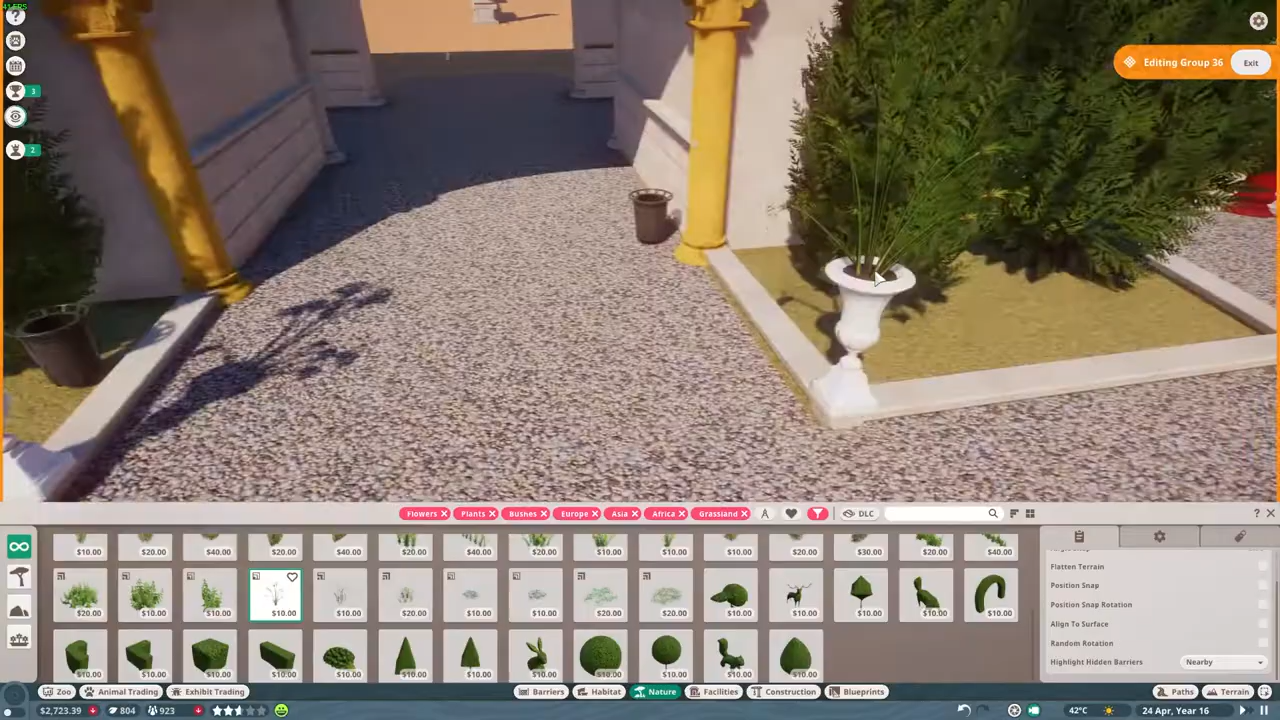 41 FPS
3
2
Editing Group 36 Exit
Flowers Plants Bushes Europe Asia Africa Grassland DLC
$10.00 $20.00 $40.00 $20.00 $40.00 $10.00 $20.00 $20.00 $10.00 $10.00 $10.00 $20.00 $30.00 $20.00 $40.00
$20.00 $10.00 $10.00 $10.00 $10.00 $20.00 $10.00 $10.00 $20.00 $20.00 $10.00 $10.00 $10.00 $10.00 $10.00
$10.00 $10.00 $10.00 $10.00 $10.00 $10.00 $10.00 $10.00 $10.00 $10.00 $10.00 $10.00
Flatten Terrain
Position Snap
Position Snap Rotation
Align To Surface
Random Rotation
Highlight Hidden Barriers Nearby
Zoo Animal Trading Exhibit Trading Barriers Habitat Nature Facilities Construction Blueprints Paths Terrain
$2,723.39 804 923 42°C 24 Apr, Year 16